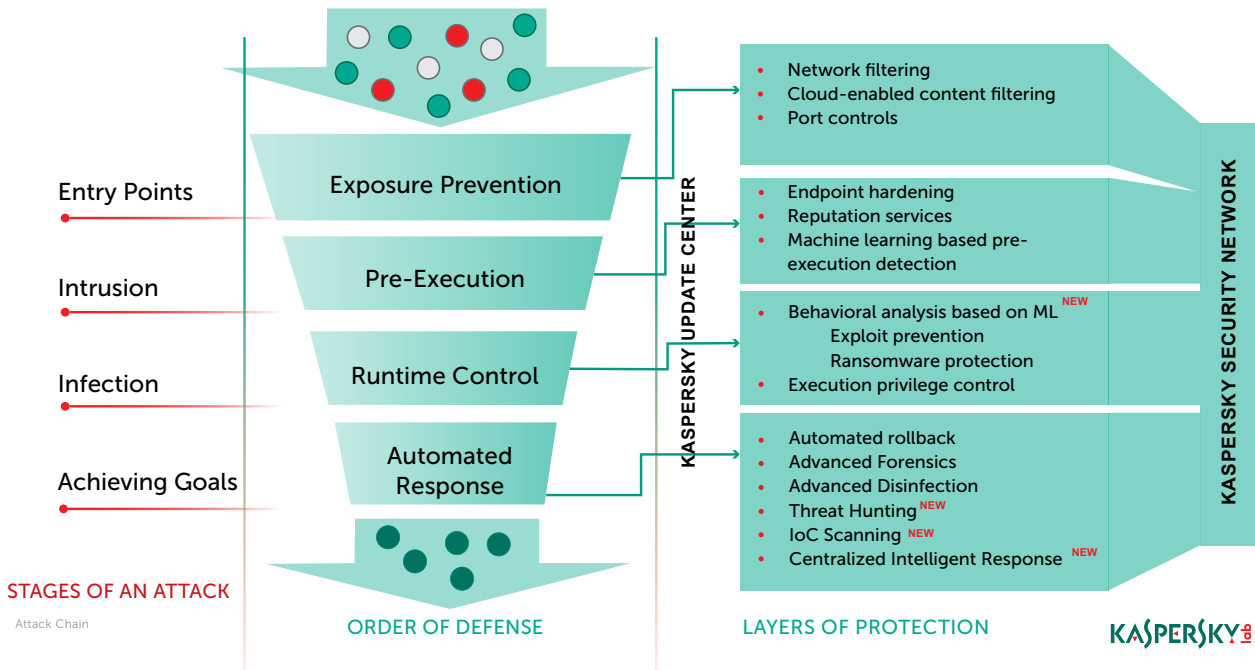 Entry Points
Intrusion
Infection
Achieving Goals
STAGES OF AN ATTACK
Attack Chain
Exposure Prevention
Pre-Execution
Runtime Control
Automated
Response
ORDER OF DEFENSE
KASPERSKY UPDATE CENTER
• Network filtering
• Cloud-enabled content filtering
• Port controls
• Endpoint hardening
• Reputation services
• Machine learning based pre-
execution detection
• Behavioral analysis based on ML NEW
Exploit prevention
Ransomware protection
• Execution privilege control
• Automated rollback
• Advanced Forensics
• Advanced Disinfection
• Threat Hunting NEW
• IoC Scanning NEW
• Centralized Intelligent Response NEW
LAYERS OF PROTECTION
KASPERSKY SECURITY NETWORK
KASPERSKY lab